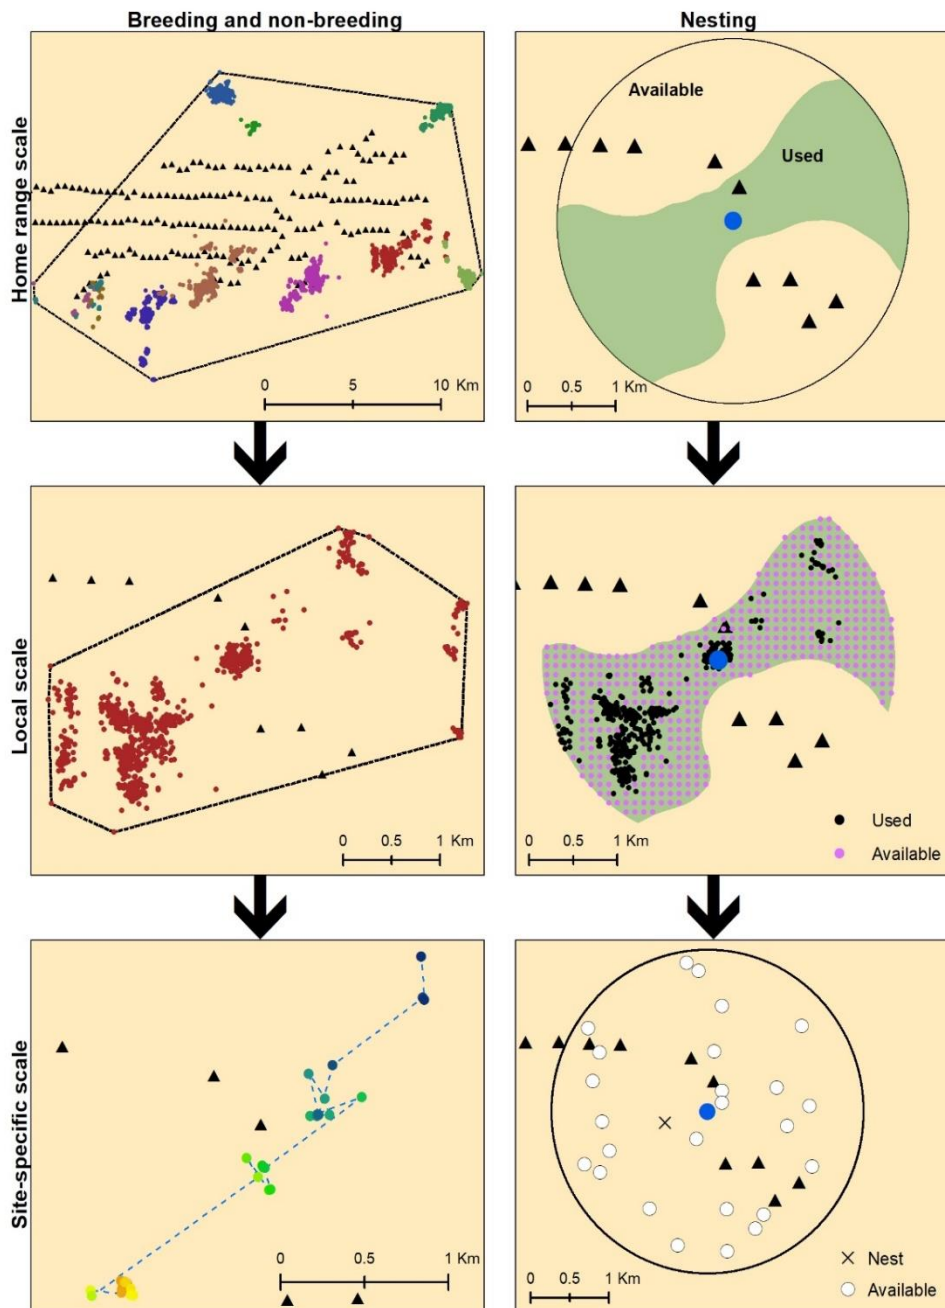 Breeding and non-breeding
Nesting
Home range scale
0 5 10 Km
Available
Used
0 0.5 1 Km
Local scale
0 0.5 1 Km
Used
Available
0 0.5 1 Km
Site-specific scale
0 0.5 1 Km
Nest
Available
0 0.5 1 Km